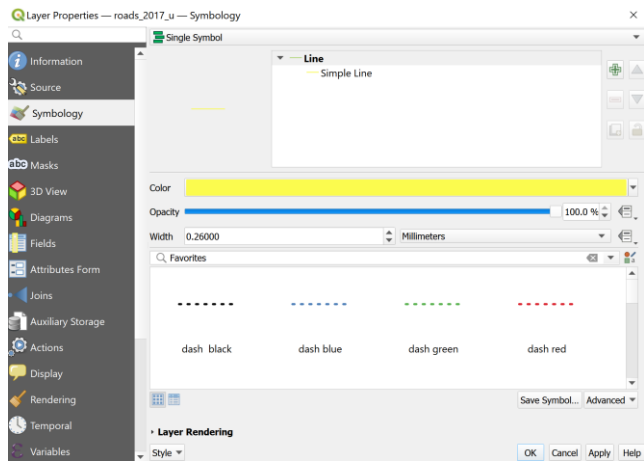 Layer Properties — roads_2017_u — Symbology
Single Symbol
Information
Source
Symbology
abc Labels
abc Masks
3D View
Diagrams
Fields
Attributes Form
Joins
Auxiliary Storage
Actions
Display
Rendering
Temporal
Variables
Line
Simple Line
Color
Opacity 100.0 %
Width 0.26000 Millimeters
Favorites
dash black dash blue dash green dash red
Save Symbol... Advanced
Layer Rendering
Style OK Cancel Apply Help